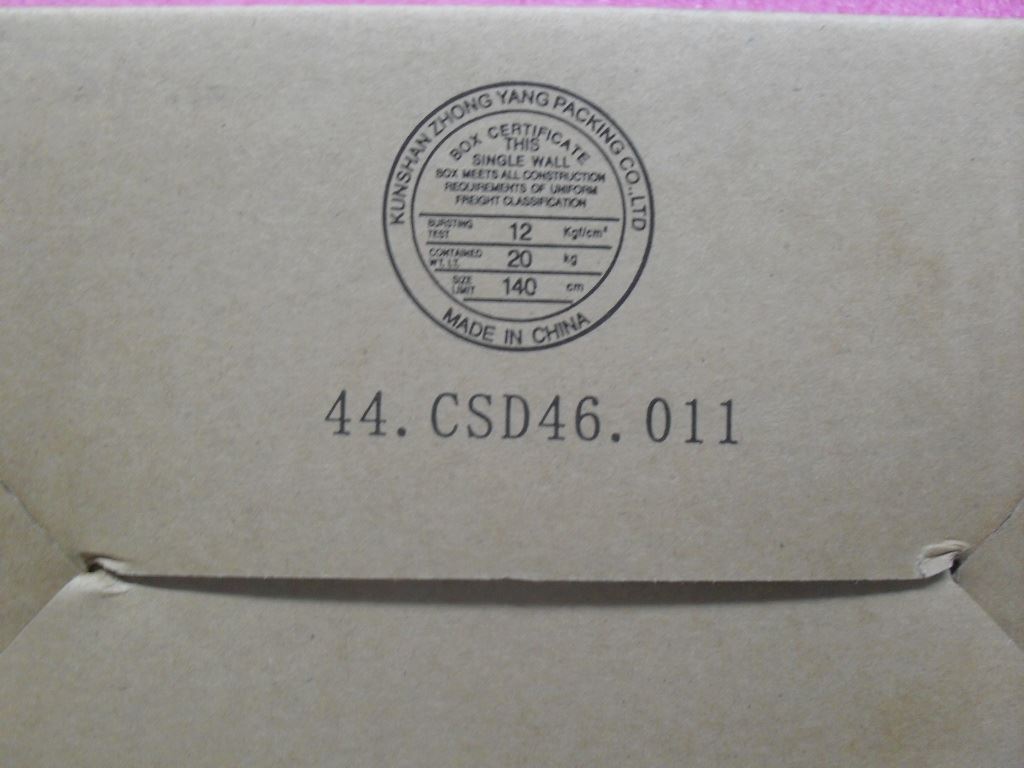 KUNSHAN ZHONG YANG PACKING CO.,LTD
BOX CERTIFICATE
THIS
SINGLE WALL
BOX MEETS ALL CONSTRUCTION
REQUIREMENTS OF UNIFORM
FREIGHT CLASSIFICATION
BURSTING TEST 12 Kgf/cm²
CONTAINED WT. LT. 20 kg
SIZE LIMIT 140 cm
MADE IN CHINA
44.CSD46.011